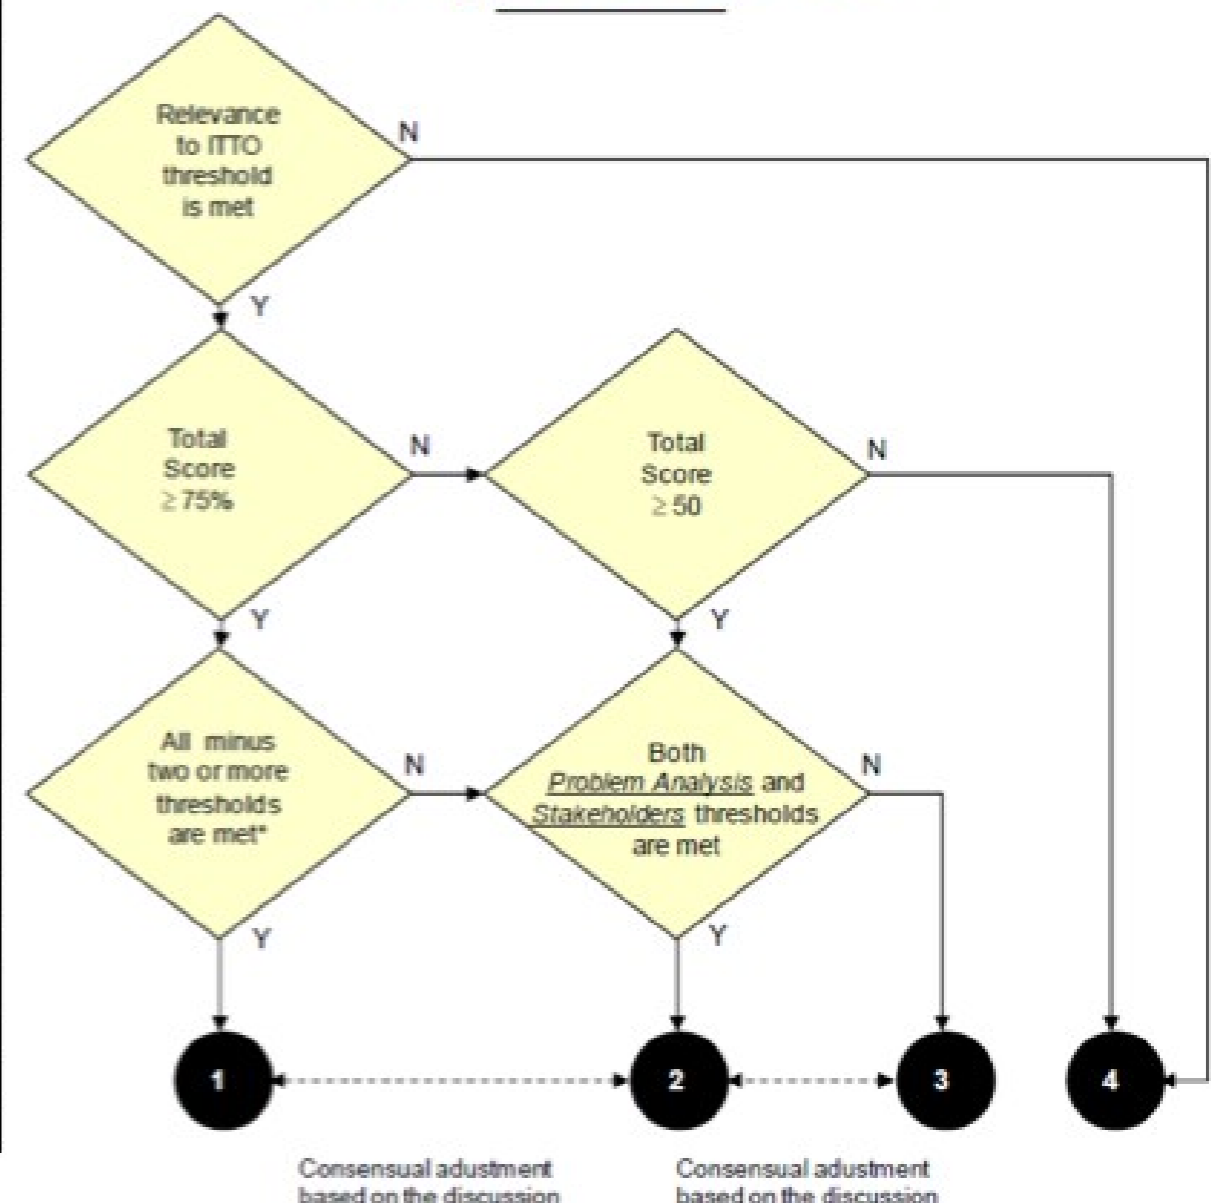 Relevance
to ITTO
threshold
is met
N
Y
Total
Score
≥ 75%
N
Y
Total
Score
≥ 50
N
Y
All minus
two or more
thresholds
are met*
N
Y
Both
Problem Analysis and
Stakeholders thresholds
are met
N
Y
1
2
3
4
Consensual adustment
based on the discussion
Consensual adustment
based on the discussion